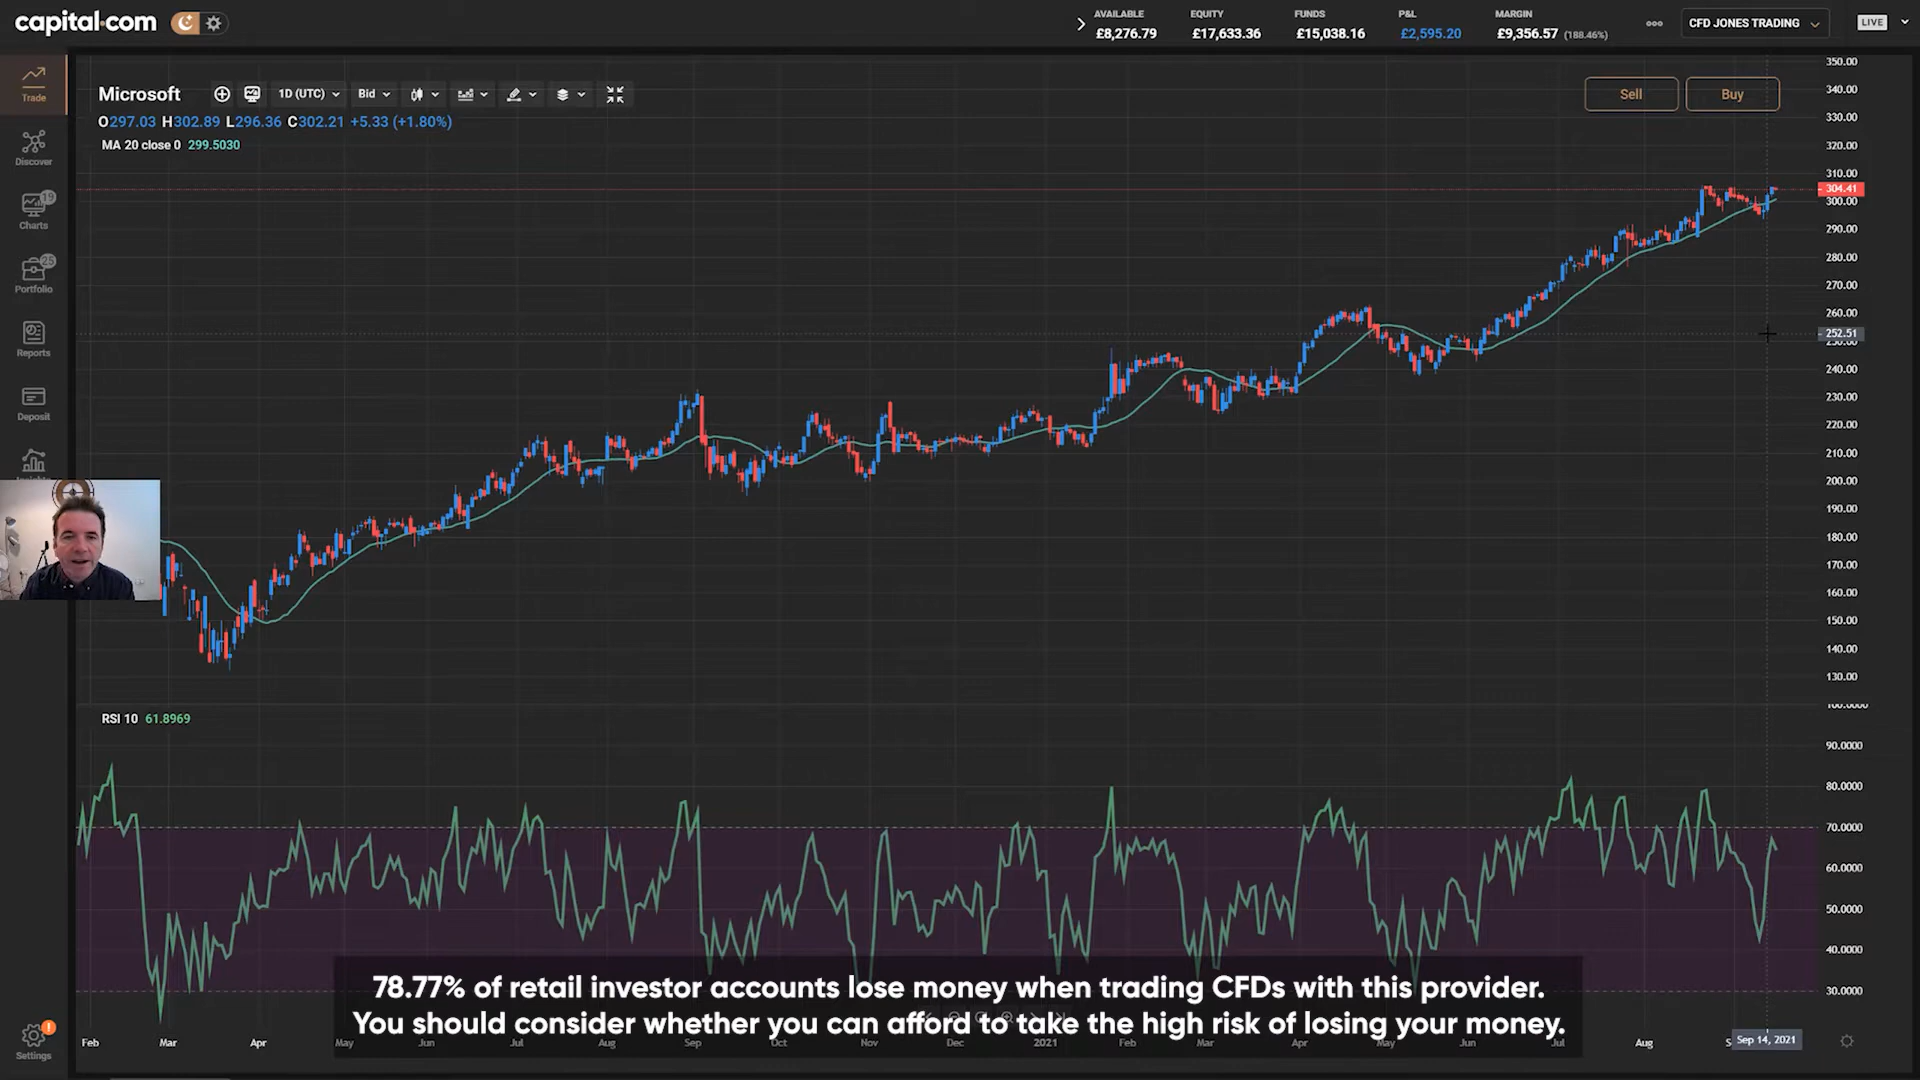 capital.com
AVAILABLE EQUITY FUNDS P&L MARGIN
£8,276.79 £17,633.36 £15,038.16 £2,595.20 £9,356.57 (188.46%)
CFD JONES TRADING
LIVE
Trade
Discover
19
Charts
25
Portfolio
Reports
Deposit
!
Settings
Microsoft 1D (UTC) Bid
Sell Buy
O297.03 H302.89 L296.36 C302.21 +5.33 (+1.80%)
MA 20 close 0 299.5030
350.00
340.00
330.00
320.00
310.00
304.41
300.00
290.00
280.00
270.00
260.00
252.51
250.00
240.00
230.00
220.00
210.00
200.00
190.00
180.00
170.00
160.00
150.00
140.00
130.00
RSI 10 61.8969
100.0000
90.0000
80.0000
70.0000
60.0000
50.0000
40.0000
30.0000
78.77% of retail investor accounts lose money when trading CFDs with this provider.
You should consider whether you can afford to take the high risk of losing your money.
Feb Mar Apr May Jun Jul Aug Sep Oct Nov Dec 2021 Feb Mar Apr May Jun Jul Aug Sep 14, 2021